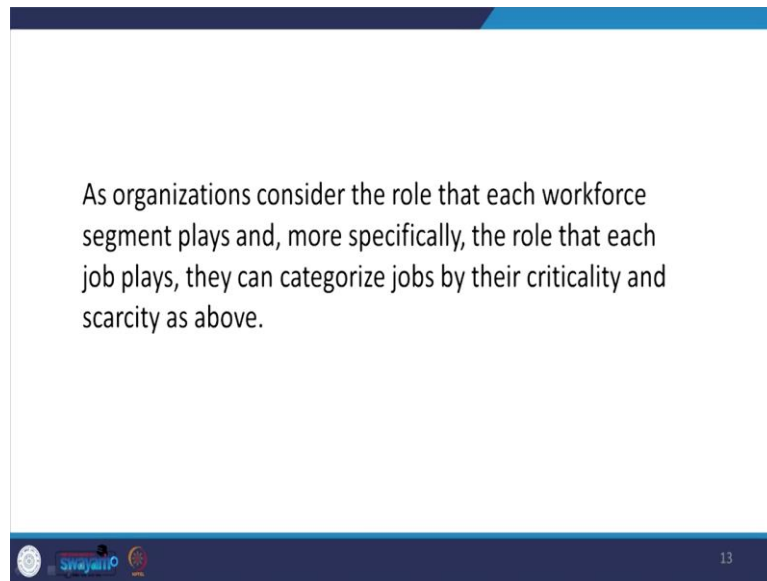 As organizations consider the role that each workforce
segment plays and, more specifically, the role that each
job plays, they can categorize jobs by their criticality and
scarcity as above.
swayam
13